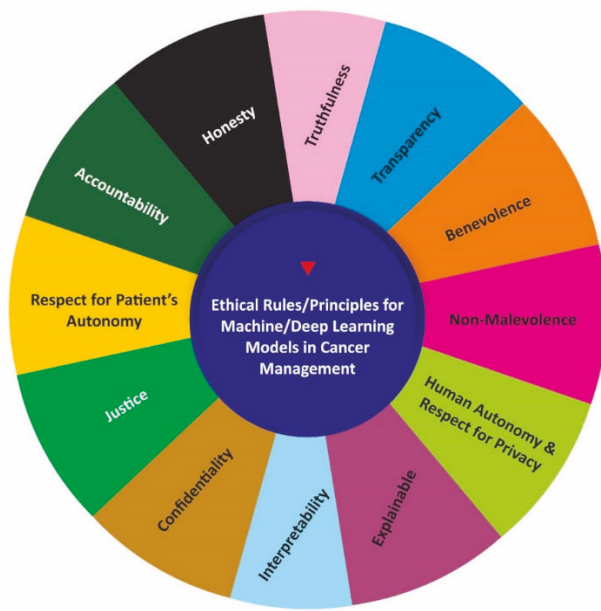 Ethical Rules/Principles for
Machine/Deep Learning
Models in Cancer
Management
Truthfulness
Transparency
Benevolence
Non-Malevolence
Human Autonomy &
Respect for Privacy
Explainable
Interpretability
Confidentiality
Justice
Respect for Patient's
Autonomy
Accountability
Honesty